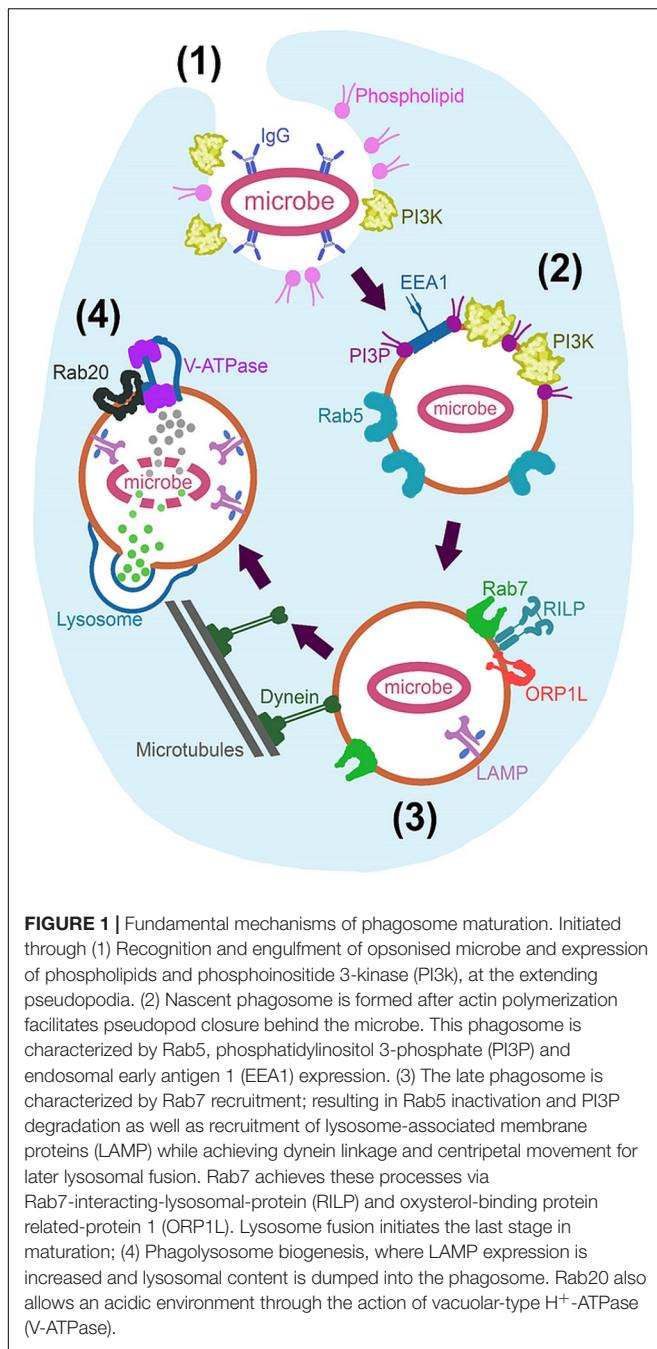 (1)
Phospholipid
IgG
microbe
PI3K
(2)
EEA1
PI3K
PI3P
(4)
V-ATPase
Rab20
Rab5
microbe
microbe
Rab7
RILP
Lysosome
ORP1L
microbe
Dynein
Microtubules
LAMP
(3)
FIGURE 1 | Fundamental mechanisms of phagosome maturation. Initiated
through (1) Recognition and engulfment of opsonised microbe and expression
of phospholipids and phosphoinositide 3-kinase (PI3k), at the extending
pseudopodia. (2) Nascent phagosome is formed after actin polymerization
facilitates pseudopod closure behind the microbe. This phagosome is
characterized by Rab5, phosphatidylinositol 3-phosphate (PI3P) and
endosomal early antigen 1 (EEA1) expression. (3) The late phagosome is
characterized by Rab7 recruitment; resulting in Rab5 inactivation and PI3P
degradation as well as recruitment of lysosome-associated membrane
proteins (LAMP) while achieving dynein linkage and centripetal movement for
later lysosomal fusion. Rab7 achieves these processes via
Rab7-interacting-lysosomal-protein (RILP) and oxysterol-binding protein
related-protein 1 (ORP1L). Lysosome fusion initiates the last stage in
maturation; (4) Phagolysosome biogenesis, where LAMP expression is
increased and lysosomal content is dumped into the phagosome. Rab20 also
allows an acidic environment through the action of vacuolar-type H⁺-ATPase
(V-ATPase).